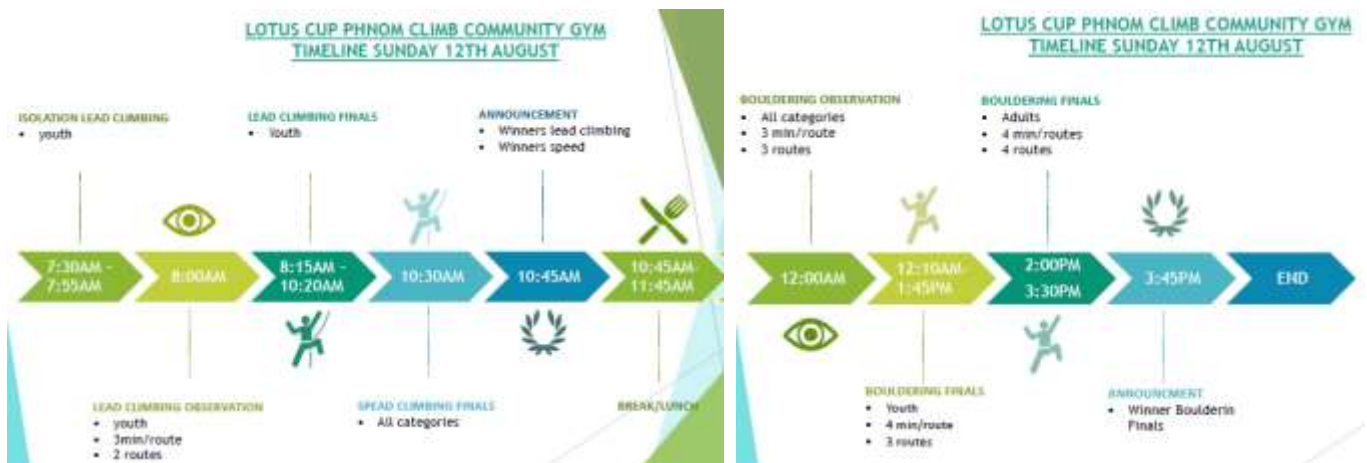 LOTUS CUP PHNOM CLIMB COMMUNITY GYM
TIMELINE SUNDAY 12TH AUGUST
ISOLATION LEAD CLIMBING
• youth
LEAD CLIMBING FINALS
• Youth
ANNOUNCEMENT
• Winners lead climbing
• Winners speed
7:30AM –
7:55AM
8:00AM
8:15AM –
10:20AM
10:30AM
10:45AM
10:45AM-
11:45AM
LEAD CLIMBING OBSERVATION
• youth
• 3min/route
• 2 routes
SPEAD CLIMBING FINALS
• All categories
BREAK/LUNCH
LOTUS CUP PHNOM CLIMB COMMUNITY GYM
TIMELINE SUNDAY 12TH AUGUST
BOULDERING OBSERVATION
• All categories
• 3 min/route
• 3 routes
BOULDERING FINALS
• Adults
• 4 min/routes
• 4 routes
12:00AM
12:10AM-
1:45PM
2:00PM
3:30PM
3:45PM
END
BOULDERING FINALS
• Youth
• 4 min/route
• 3 routes
ANNOUNCMENT
• Winner Boulderin
Finals